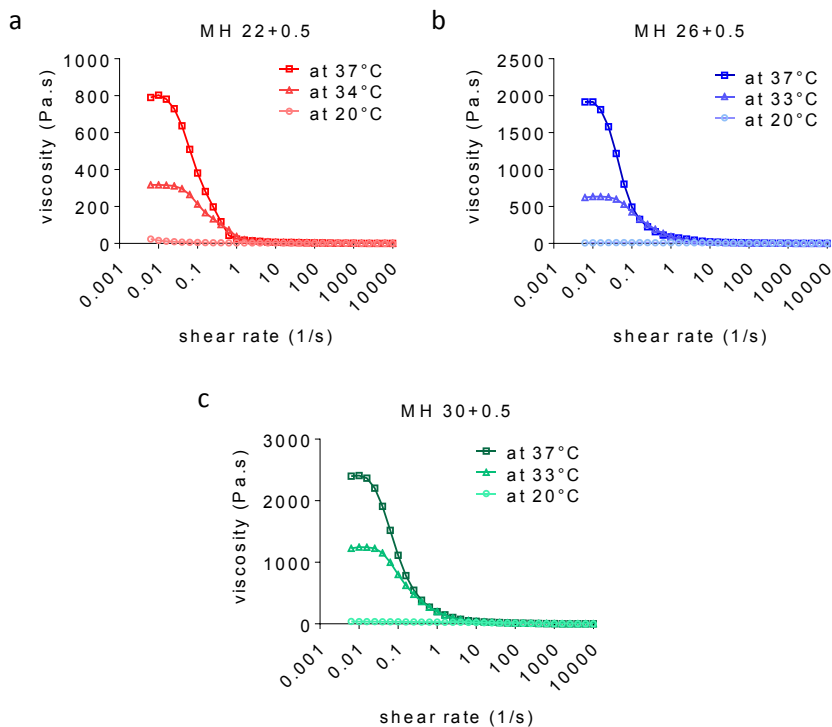 a
MH 22+0.5
viscosity (Pa.s)
1000
800
600
400
200
0
at 37°C
at 34°C
at 20°C
0.001
0.01
0.1
1
10
100
1000
10000
shear rate (1/s)
b
MH 26+0.5
viscosity (Pa.s)
2500
2000
1500
1000
500
0
at 37°C
at 33°C
at 20°C
0.001
0.01
0.1
1
10
100
1000
10000
shear rate (1/s)
c
MH 30+0.5
viscosity (Pa.s)
3000
2000
1000
0
at 37°C
at 33°C
at 20°C
0.001
0.01
0.1
1
10
100
1000
10000
shear rate (1/s)